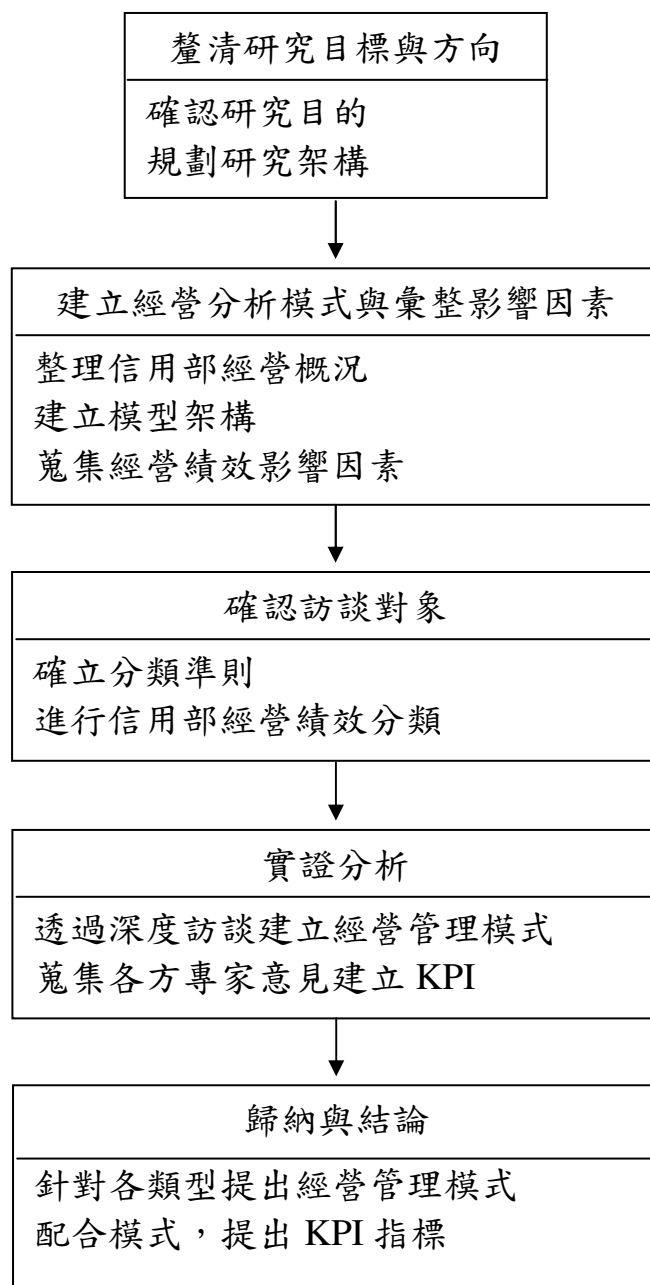 釐清研究目標與方向
確認研究目的
規劃研究架構
建立經營分析模式與彙整影響因素
整理信用部經營概況
建立模型架構
蒐集經營績效影響因素
確認訪談對象
確立分類準則
進行信用部經營績效分類
實證分析
透過深度訪談建立經營管理模式
蒐集各方專家意見建立 KPI
歸納與結論
針對各類型提出經營管理模式
配合模式，提出 KPI 指標